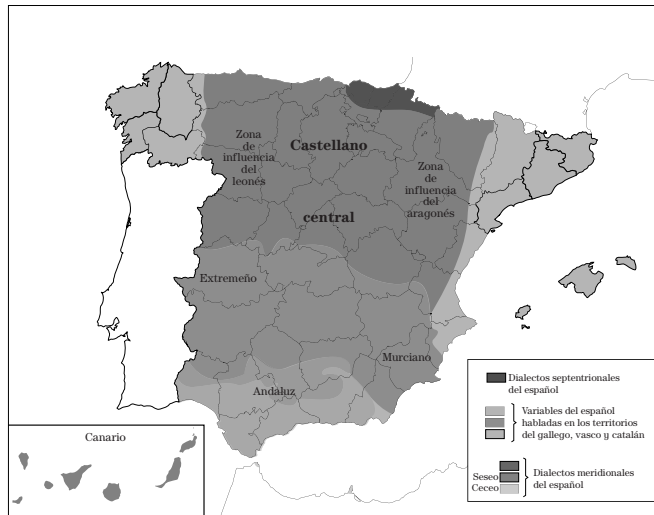 Zona
de
influencia
del
leonés
Castellano
central
Zona
de
influencia
del
aragonés
Extremeño
Murciano
Andaluz
Canario
Dialectos septentrionales
del español
Variables del español
habladas en los territorios
del gallego, vasco y catalán
Seseo
Ceceo
Dialectos meridionales
del español